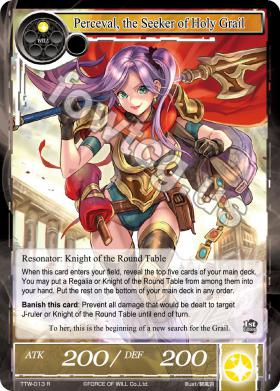 Perceval, the Seeker of Holy Grail
WILL
fowtcg.us
Resonator: Knight of the Round Table
When this card enters your field, reveal the top five cards of your main deck.
You may put a Regalia or Knight of the Round Table from among them into
your hand. Put the rest on the bottom of your main deck in any order.
Banish this card: Prevent all damage that would be dealt to target
J-ruler or Knight of the Round Table until end of turn.
1st
Edition
To her, this is the beginning of a new search for the Grail.
ATK 200/ DEF 200
TTW-013 R ©FORCE OF WILL Co.,Ltd.